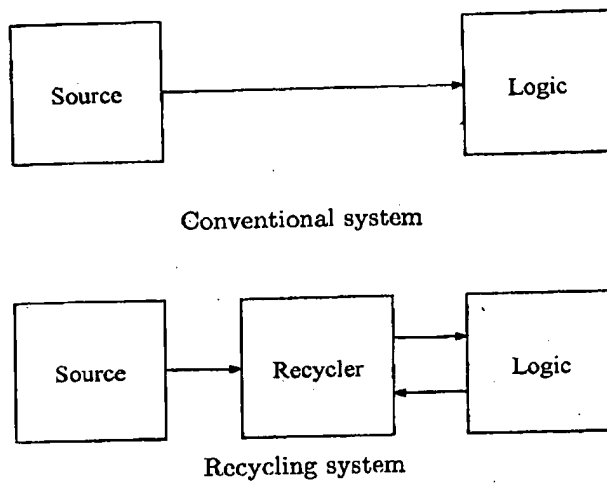 Source
Logic
Conventional system
Source
Recycler
Logic
Recycling system